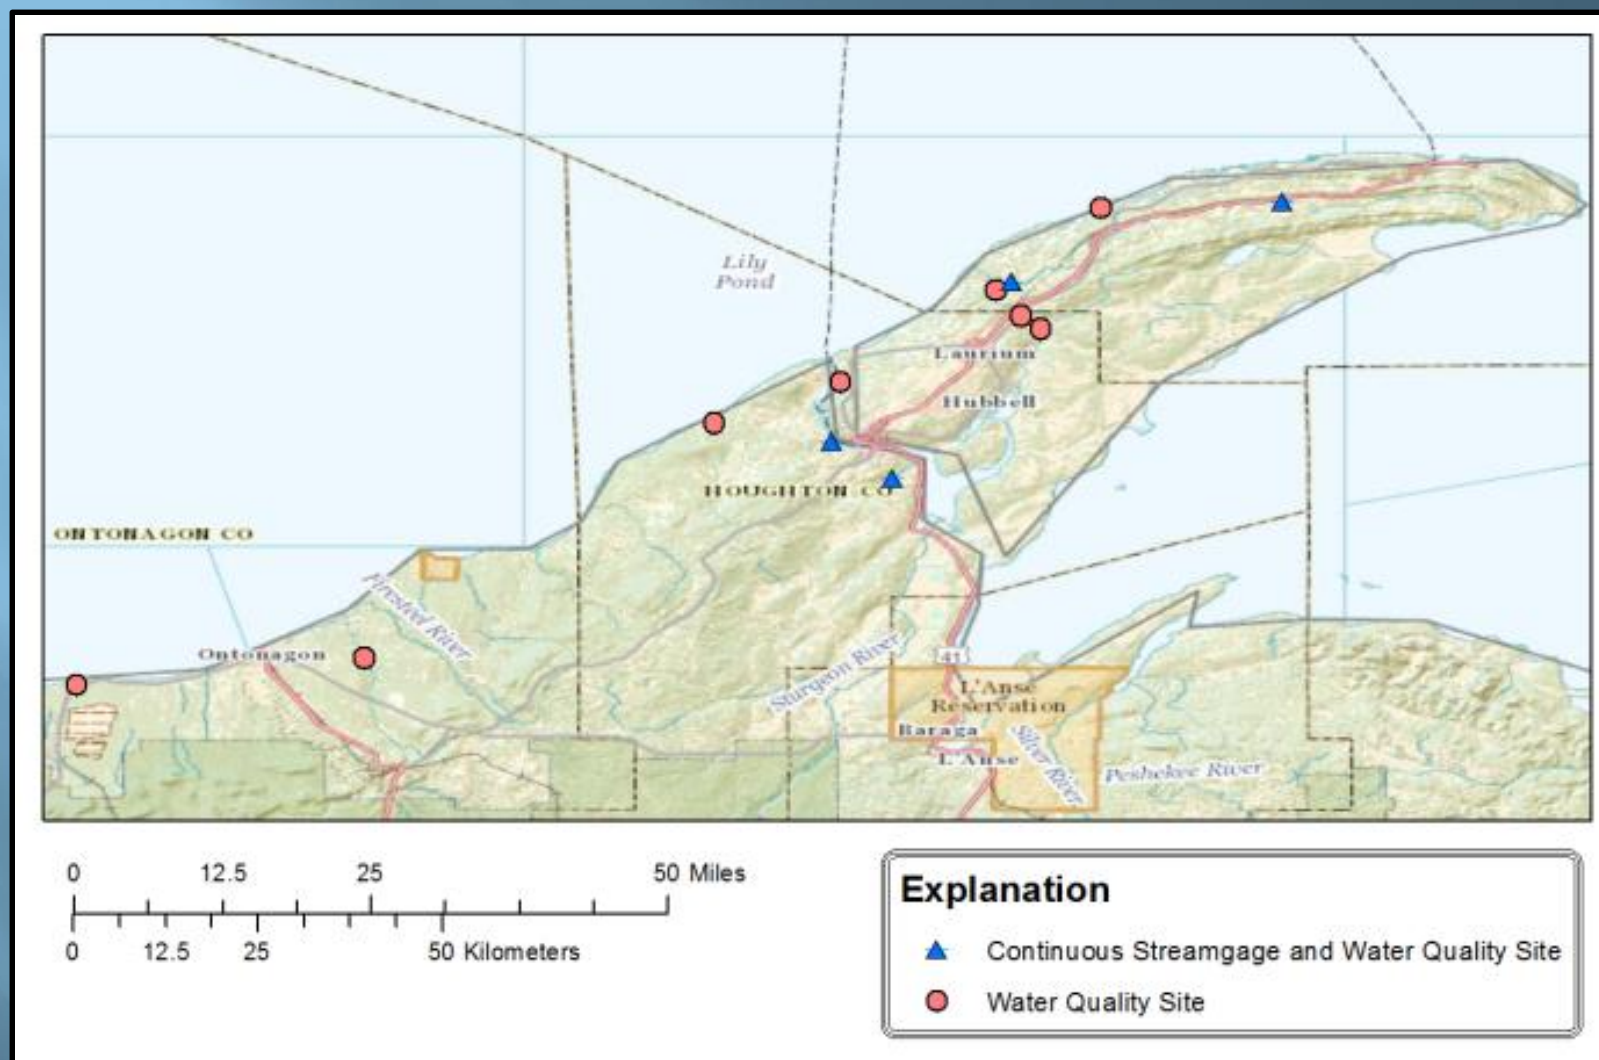 Lily
Pond
Laurium
Hubbell
HOUGHTON CO
ONTONAGON CO
Firesteel River
Ontonagon
Sturgeon River
41
L'Anse
Reservation
Baraga
L'Anse
Silver River
Peshekee River
0 12.5 25 50 Miles
0 12.5 25 50 Kilometers
Explanation
Continuous Streamgage and Water Quality Site
Water Quality Site